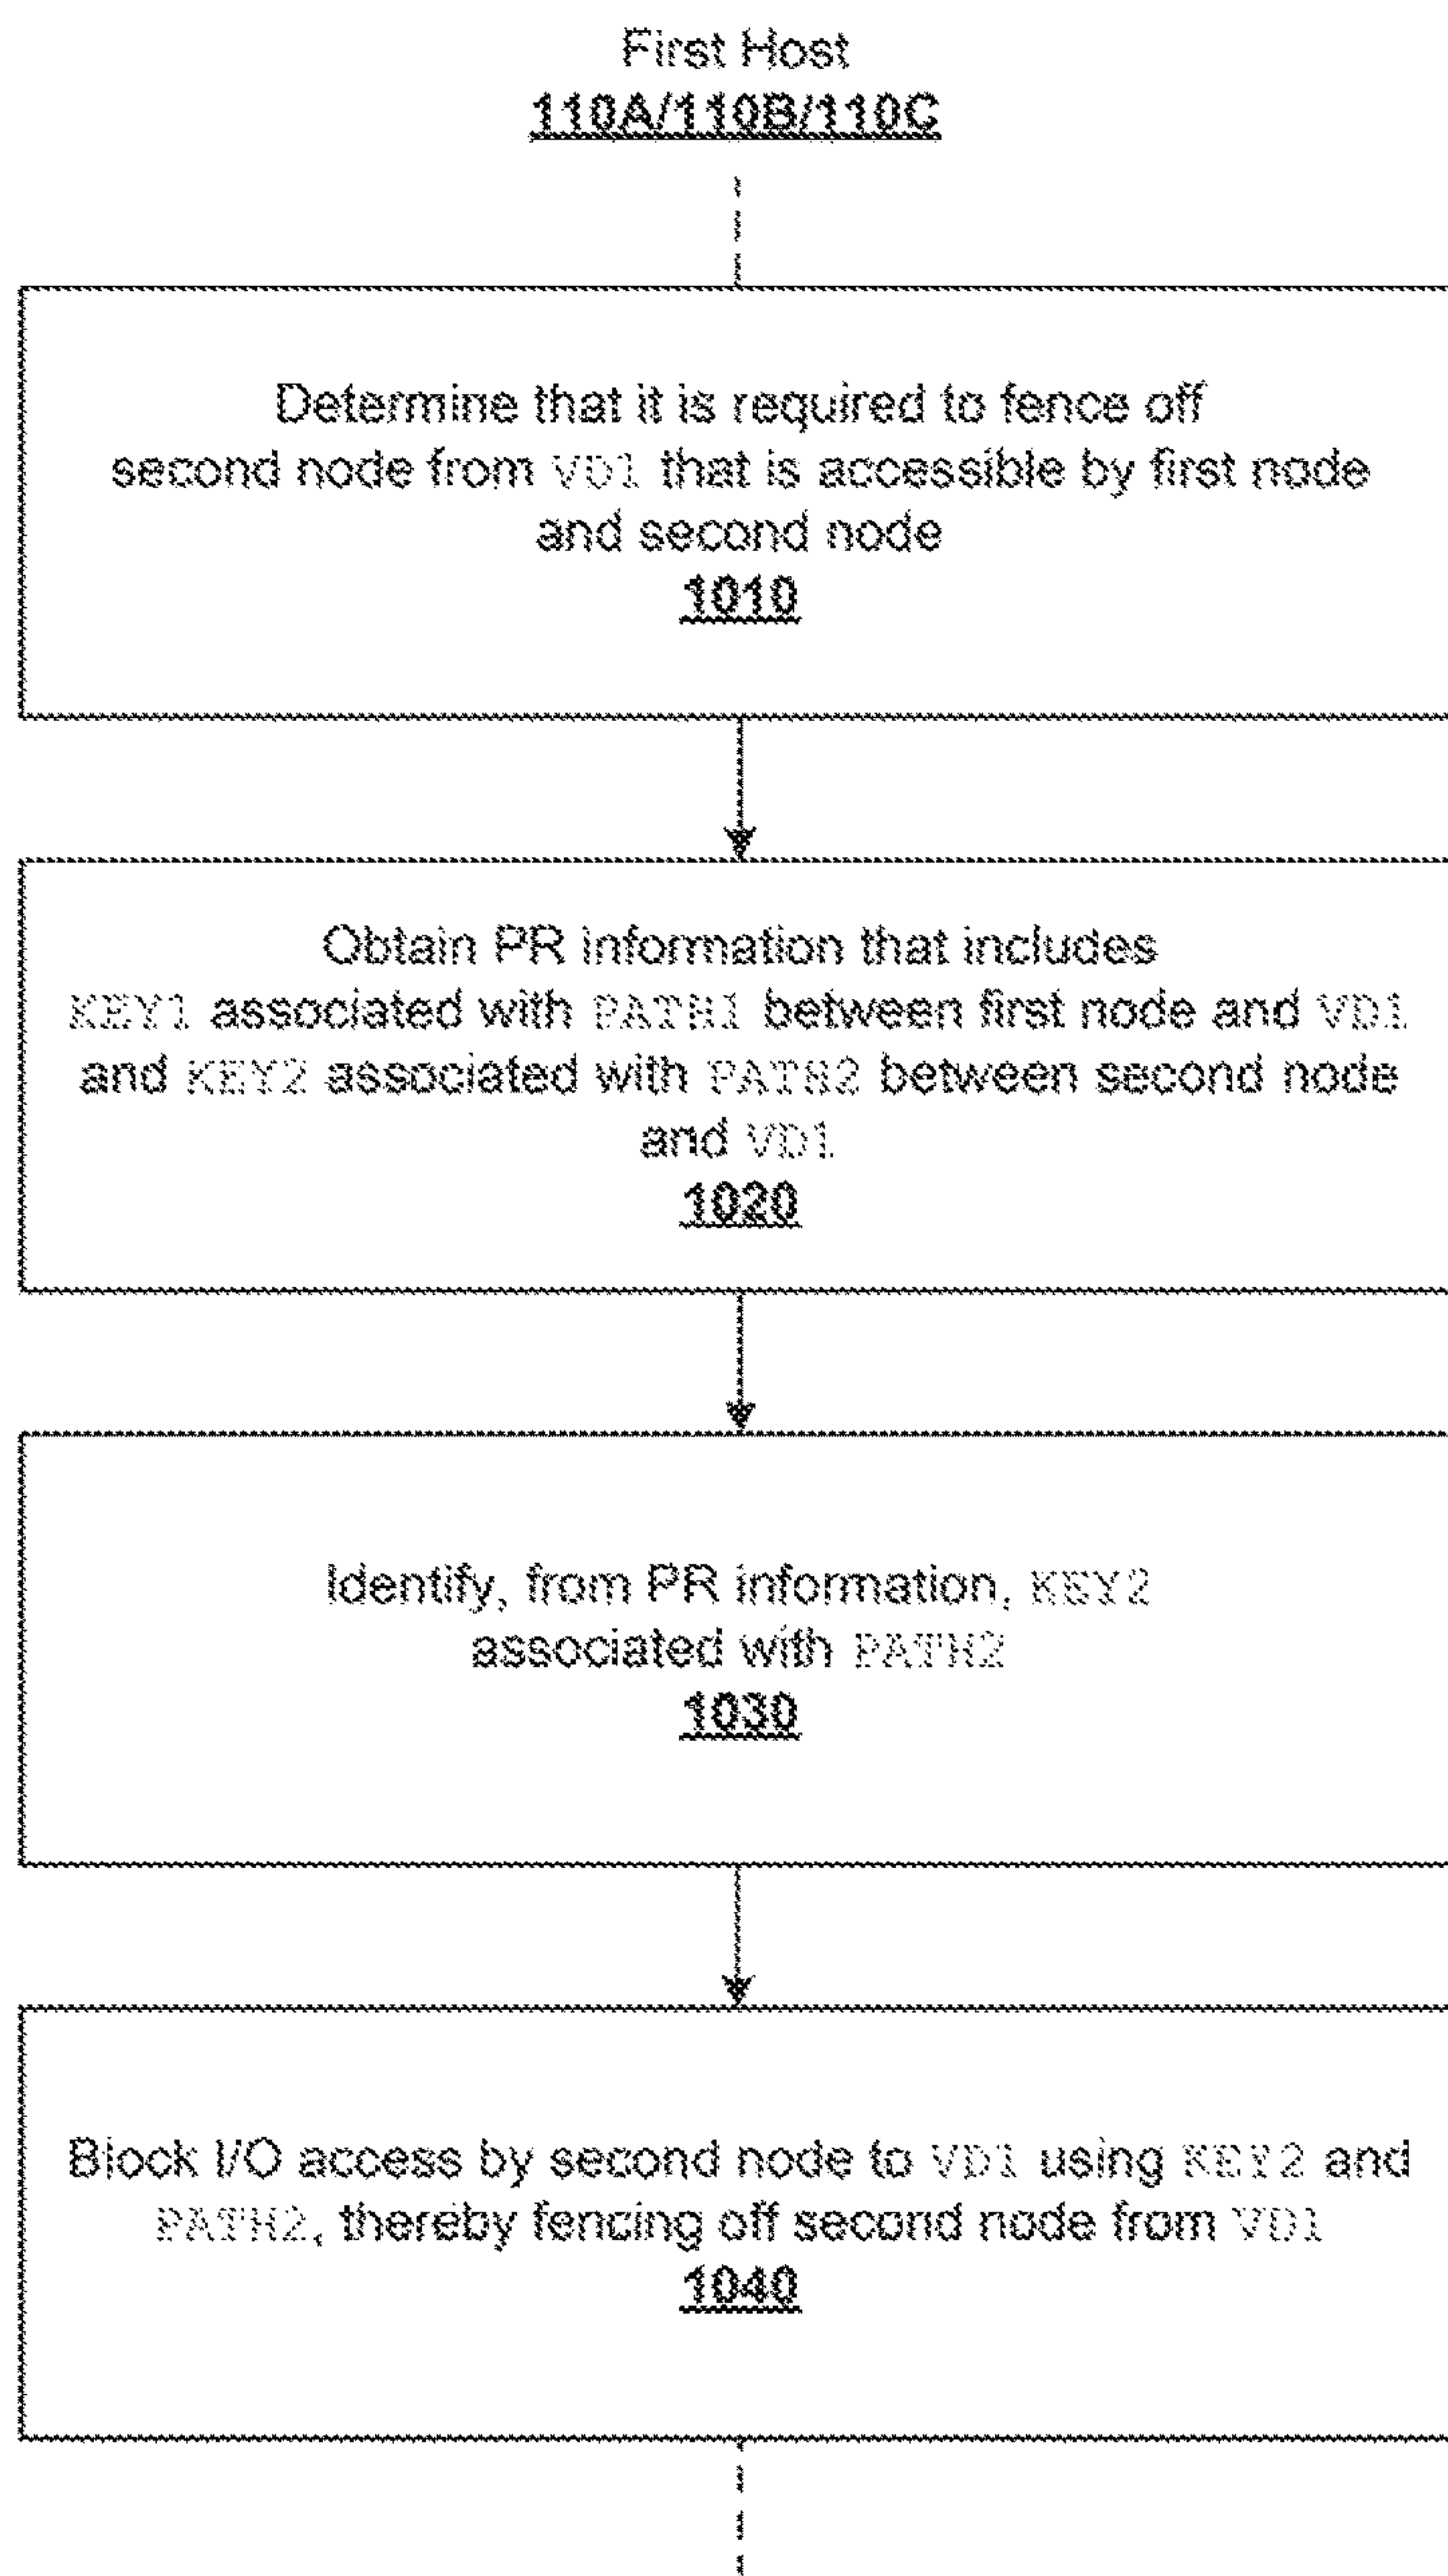 First Host
110A/110B/110C
Determine that it is required to fence off
second node from VD1 that is accessible by first node
and second node
1010
Obtain PR information that includes
KEY1 associated with PATH1 between first node and VD1
and KEY2 associated with PATH2 between second node
and VD1
1020
Identify, from PR information, KEY2
associated with PATH2
1030
Block I/O access by second node to VD1 using KEY2 and
PATH2, thereby fencing off second node from VD1
1040